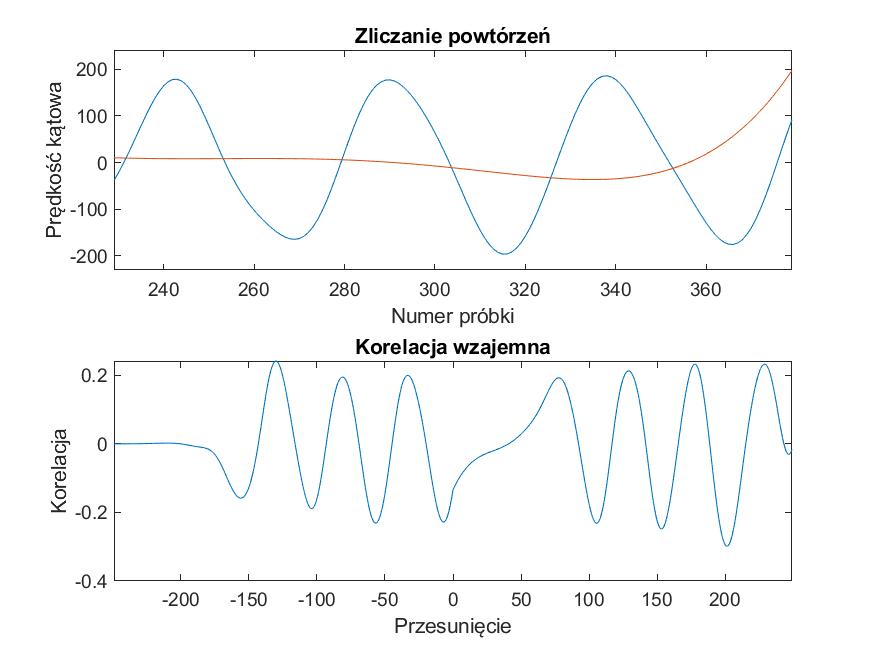 Zliczanie powtórzeń
200
100
0
-100
-200
Prędkość kątowa
240 260 280 300 320 340 360
Numer próbki
Korelacja wzajemna
0.2
0
-0.2
-0.4
Korelacja
-200 -150 -100 -50 0 50 100 150 200
Przesunięcie